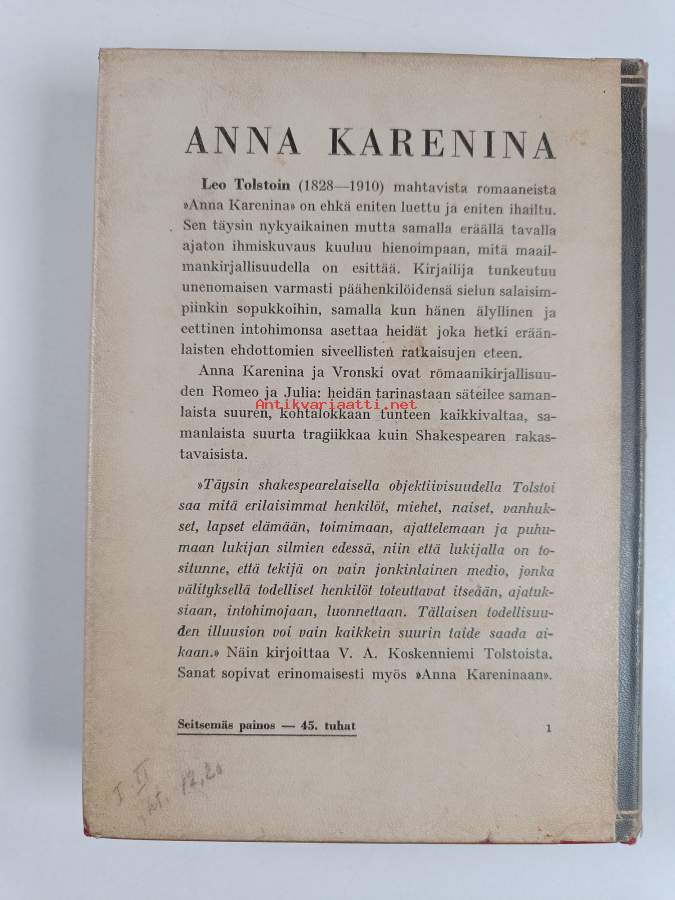 ANNA KARENINA
Leo Tolstoin (1828—1910) mahtavista romaaneista
»Anna Karenina» on ehkä eniten luettu ja eniten ihailtu.
Sen täysin nykyaikainen mutta samalla eräällä tavalla
ajaton ihmiskuvaus kuuluu hienoimpaan, mitä maail-
mankirjallisuudella on esittää. Kirjailija tunkeutuu
unenomaisen varmasti päähenkilöidensä sielun salaisim-
piinkin sopukkoihin, samalla kun hänen älyllinen ja
eettinen intohimonsa asettaa heidät joka hetki erään-
laisten ehdottomien siveellisten ratkaisujen eteen.
Anna Karenina ja Vronski ovat romaanikirjallisuu-
den Romeo ja Julia: heidän tarinastaan säteilee saman-
laista suuren, kohtalokkaan tunteen kaikkivaltaa, sa-
Antikvariaatti.net
manlaista suurta tragiikkaa kuin Shakespearen rakas-
tavaisista.
»Täysin shakespearelaisella objektiivisuudella Tolstoi
saa mitä erilaisimmat henkilöt, miehet, naiset, vanhuk-
set, lapset elämään, toimimaan, ajattelemaan ja puhu-
maan lukijan silmien edessä, niin että lukijalla on to-
situnne, että tekijä on vain jonkinlainen medio, jonka
välityksellä todelliset henkilöt toteuttavat itseään, ajatuk-
siaan, intohimojaan, luonnettaan. Tällaisen todellisuu-
den illuusion voi vain kaikkein suurin taide saada ai-
kaan.» Näin kirjoittaa V. A. Koskenniemi Tolstoista.
Sanat sopivat erinomaisesti myös »Anna Kareninaan».
Seitsemäs painos — 45. tuhat 1
I II
12,20